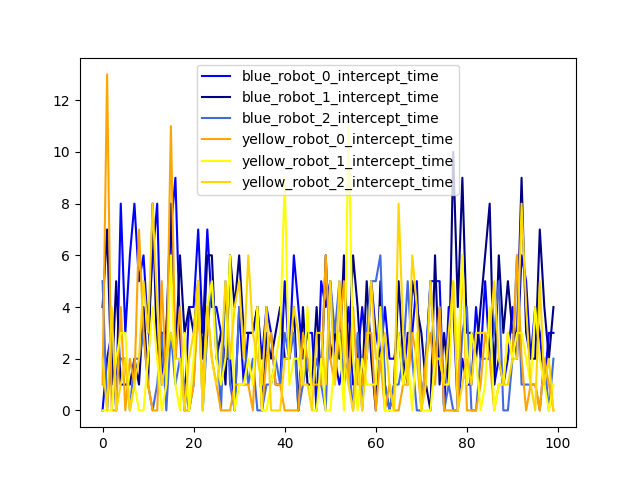 blue_robot_0_intercept_time
blue_robot_1_intercept_time
blue_robot_2_intercept_time
yellow_robot_0_intercept_time
yellow_robot_1_intercept_time
yellow_robot_2_intercept_time
12
10
8
6
4
2
0
0 20 40 60 80 100